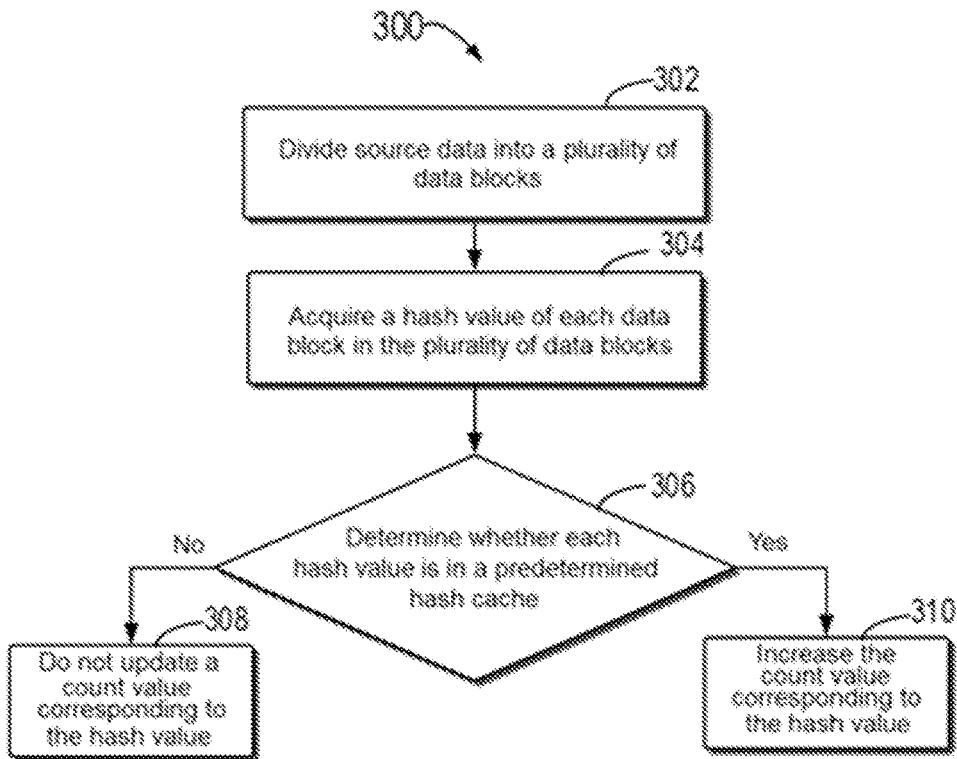 300
302
Divide source data into a plurality of
data blocks
304
Acquire a hash value of each data
block in the plurality of data blocks
306
Determine whether each
hash value is in a predetermined
hash cache
No
Yes
308
Do not update a
count value
corresponding to
the hash value
310
Increase the
count value
corresponding to
the hash value